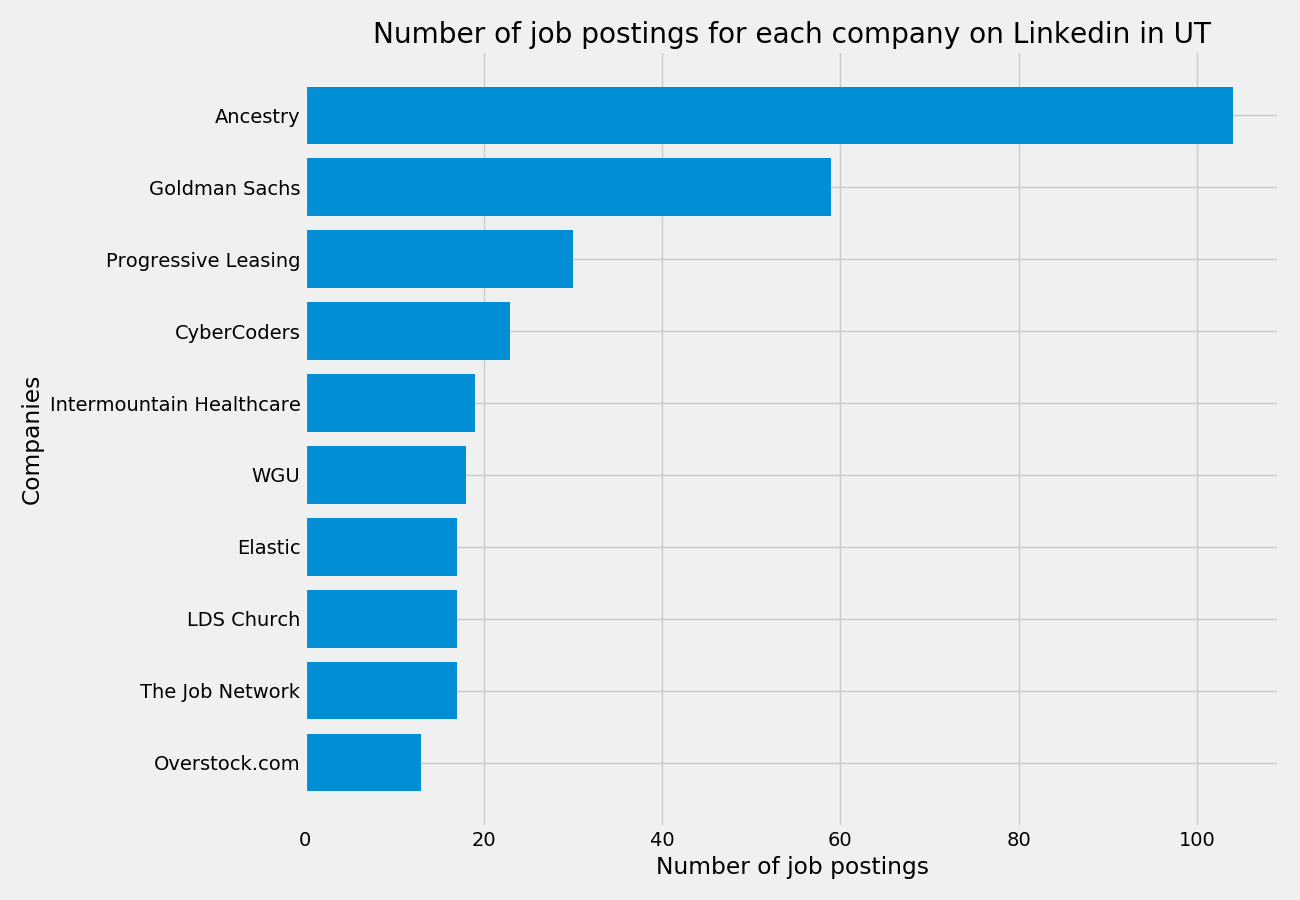 Number of job postings for each company on Linkedin in UT
Ancestry
Goldman Sachs
Progressive Leasing
CyberCoders
Intermountain Healthcare
WGU
Elastic
LDS Church
The Job Network
Overstock.com
Companies
0 20 40 60 80 100
Number of job postings